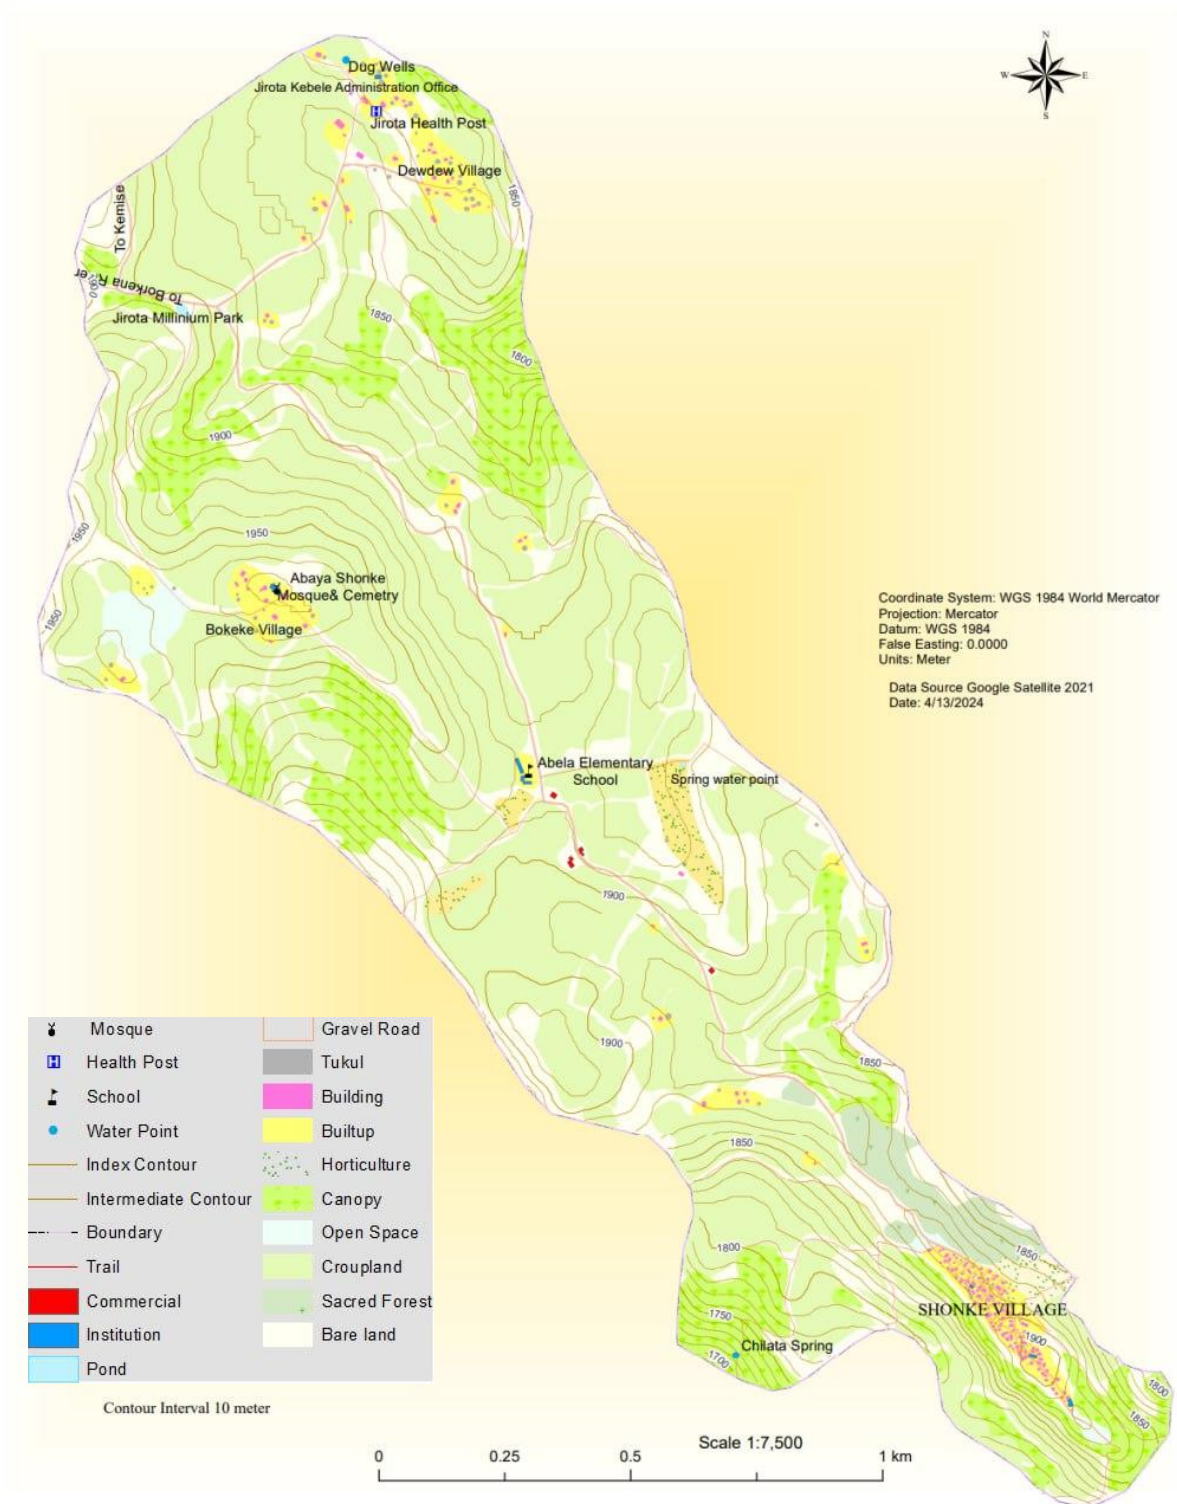 N
W
E
S
Dug Wells
Jirota Kebele Administration Office
Jirota Health Post
Dewdew Village
1850
To Kemise
1900
To Borkena R er
Jirota Millinium Park
1850
1800
1900
1950
1950
Abaya Shonke
Mosque& Cemetry
Bokeke Village
1950
Coordinate System: WGS 1984 World Mercator
Projection: Mercator
Datum: WGS 1984
False Easting: 0.0000
Units: Meter
Data Source Google Satellite 2021
Date: 4/13/2024
Abela Elementary
School
Spring water point
1900
1900
1850
1850
1800
1850
SHONKE VILLAGE
1750
1900
Chilata Spring
1700
1800
1850
Mosque
Health Post
School
Water Point
Index Contour
Intermediate Contour
Boundary
Trail
Commercial
Institution
Pond
Gravel Road
Tukul
Building
Builtup
Horticulture
Canopy
Open Space
Croupland
Sacred Forest
Bare land
Contour Interval 10 meter
Scale 1:7,500
0 0.25 0.5 1 km